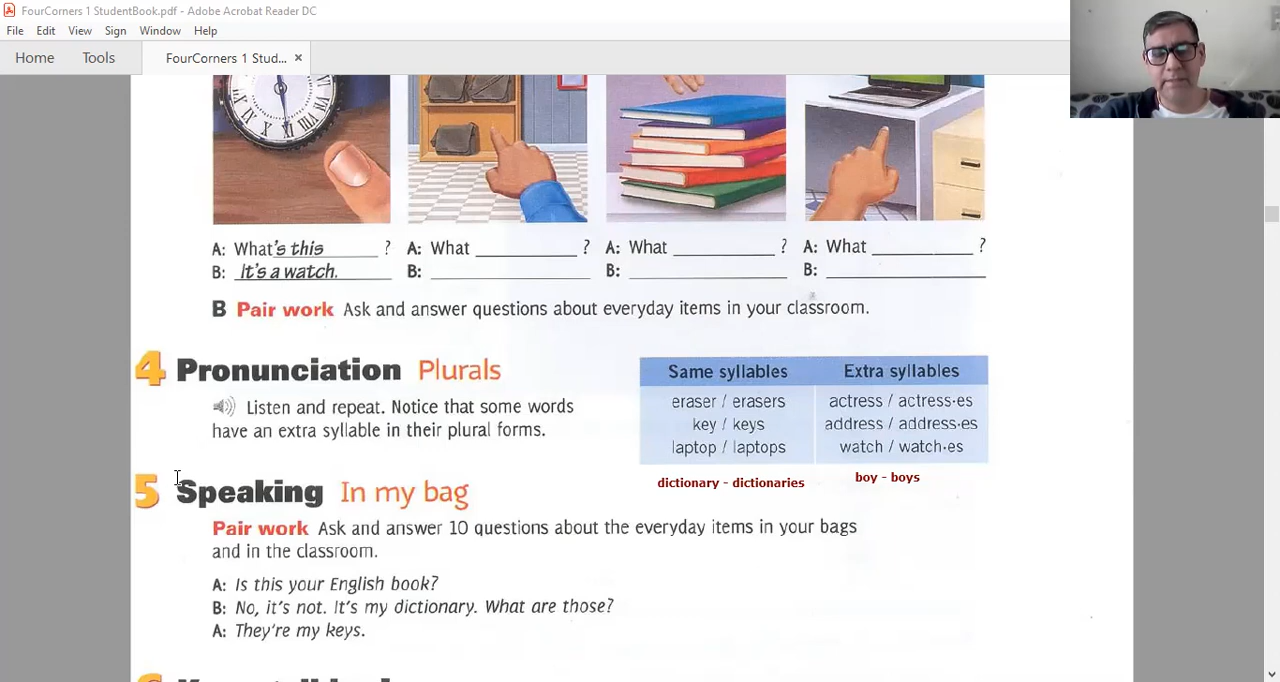 FourCorners 1 StudentBook.pdf - Adobe Acrobat Reader DC
File Edit View Sign Window Help
Home Tools FourCorners 1 Stud... ×
A: What's this ? A: What ? A: What ? A: What ?
B: It's a watch. B: B: B:
B Pair work Ask and answer questions about everyday items in your classroom.
4 Pronunciation Plurals
Listen and repeat. Notice that some words
have an extra syllable in their plural forms.
Same syllables Extra syllables
eraser / erasers actress / actress·es
key / keys address / address·es
laptop / laptops watch / watch·es
dictionary - dictionaries boy - boys
5 Speaking In my bag
Pair work Ask and answer 10 questions about the everyday items in your bags
and in the classroom.
A: Is this your English book?
B: No, it's not. It's my dictionary. What are those?
A: They're my keys.